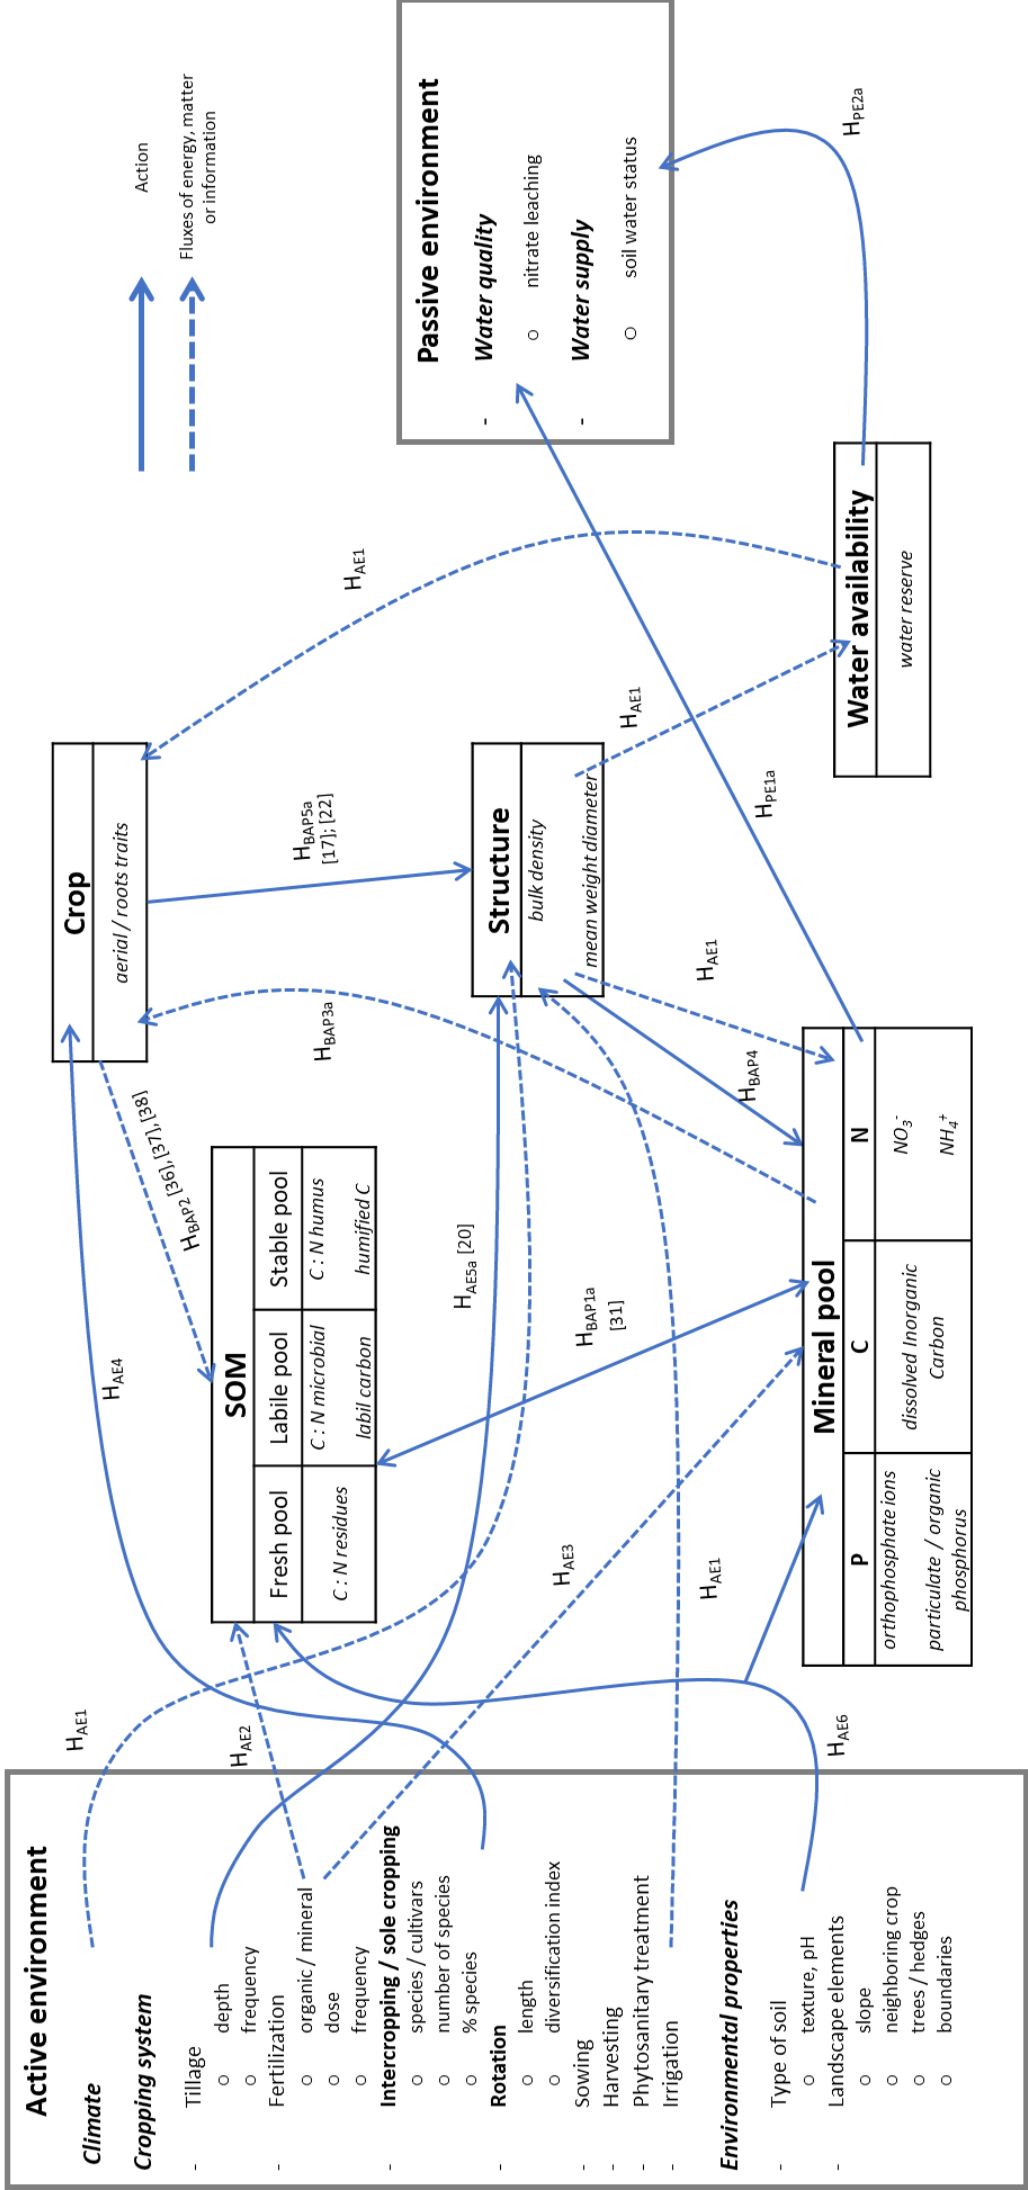 Active environment
Climate
Cropping system
- Tillage
○ depth
○ frequency
- Fertilization
○ organic / mineral
○ dose
○ frequency
- Intercropping / sole cropping
○ species / cultivars
○ number of species
○ % species
- Rotation
○ length
○ diversification index
- Sowing
- Harvesting
- Phytosanitary treatment
- Irrigation
Environmental properties
- Type of soil
○ texture, pH
- Landscape elements
○ slope
○ neighboring crop
○ trees / hedges
○ boundaries
HAE1
HAE2
HAE4
HAE3
HAE1
HAE6
SOM
Fresh pool
Labile pool
Stable pool
C : N residues
C : N microbial
labil carbon
C : N humus
humified C
HBAP2 [36],[37],[38]
HAE5a [20]
HBAP1a
[31]
Mineral pool
P
C
N
orthophosphate ions
particulate / organic
phosphorus
dissolved Inorganic
Carbon
NO3-
NH4+
Crop
aerial / roots traits
HBAP3a
HBAP5a
[17]; [22]
Structure
bulk density
mean weight diameter
HBAP4
HAE1
HAE1
HAE1
HPE1a
Water availability
water reserve
HPE2a
Passive environment
- Water quality
○ nitrate leaching
- Water supply
○ soil water status
Action
Fluxes of energy, matter
or information